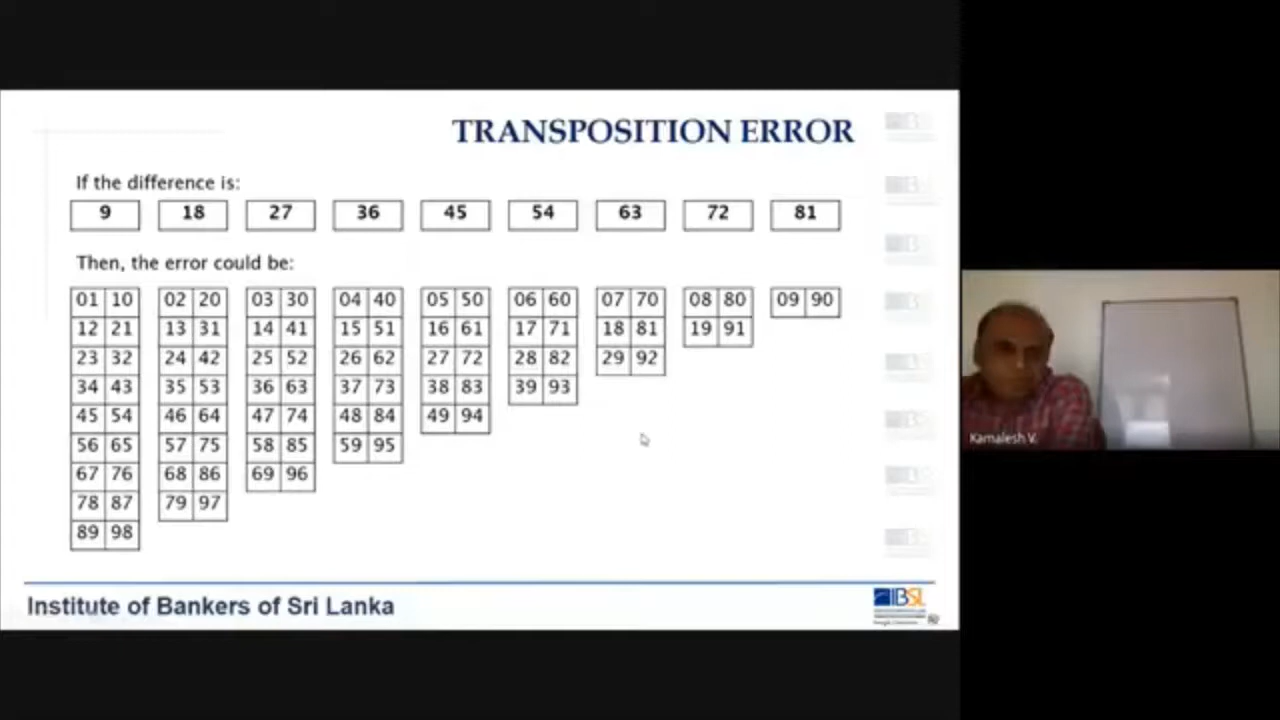 TRANSPOSITION ERROR
If the difference is:
9 18 27 36 45 54 63 72 81
Then, the error could be:
01 10 02 20 03 30 04 40 05 50 06 60 07 70 08 80 09 90
12 21 13 31 14 41 15 51 16 61 17 71 18 81 19 91
23 32 24 42 25 52 26 62 27 72 28 82 29 92
34 43 35 53 36 63 37 73 38 83 39 93
45 54 46 64 47 74 48 84 49 94
56 65 57 75 58 85 59 95
67 76 68 86 69 96
78 87 79 97
89 98
Kamalesh V.
Institute of Bankers of Sri Lanka
IBSL